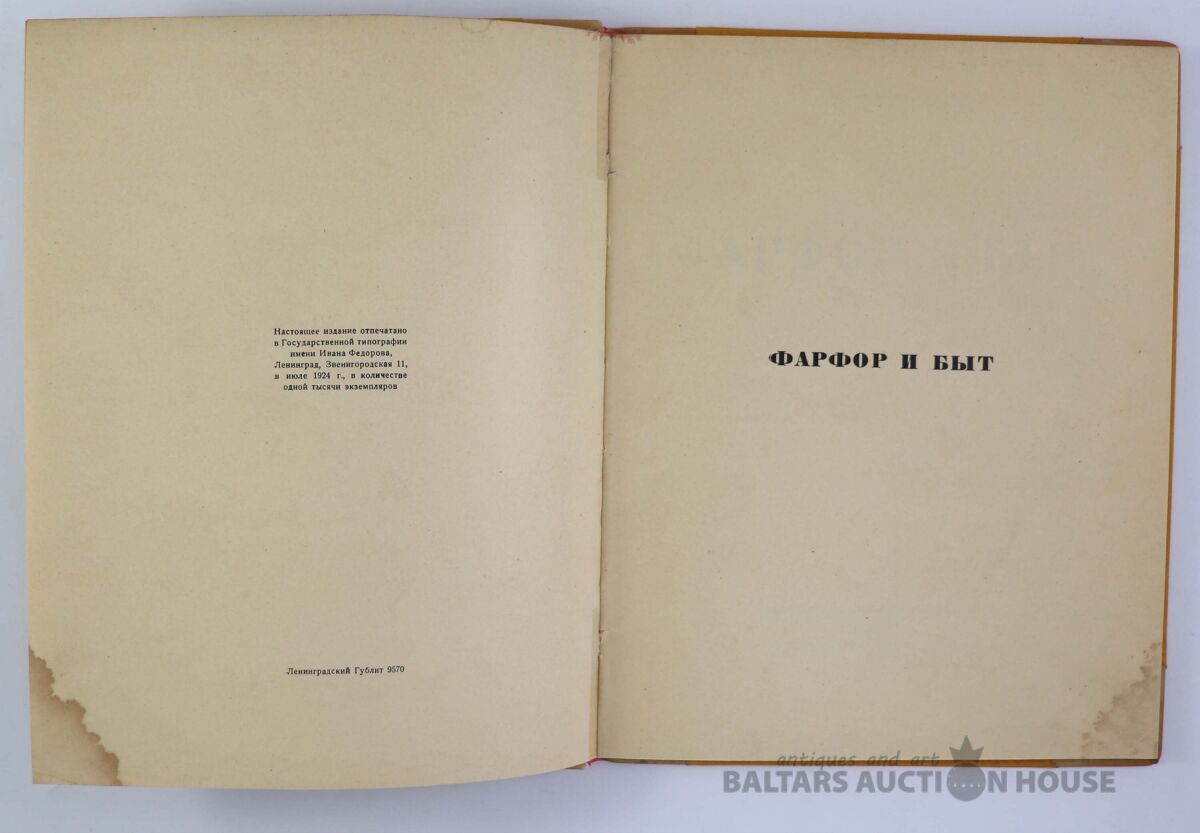 Настоящее издание отпечатано
в Государственной типографии
имени Ивана Федорова,
Ленинград, Звенигородская 11,
в июле 1924 г., в количестве
одной тысячи экземпляров
Ленинградский Гублит 9570
ФАРФОР И БЫТ
antiques and art
BALTARS AUCTION HOUSE